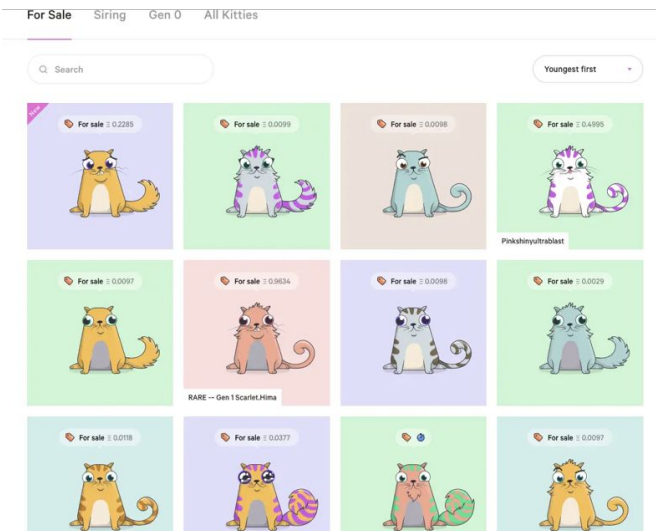 For Sale Siring Gen 0 All Kitties
Search
Youngest first
New
For sale Ξ 0.2285
For sale Ξ 0.0099
For sale Ξ 0.0098
For sale Ξ 0.4995
Pinkshinyultrablast
For sale Ξ 0.0097
For sale Ξ 0.9634
For sale Ξ 0.0098
For sale Ξ 0.0029
RARE -~ Gen 1 Scarlet.Hima
For sale Ξ 0.0118
For sale Ξ 0.0377
For sale Ξ 0.0097